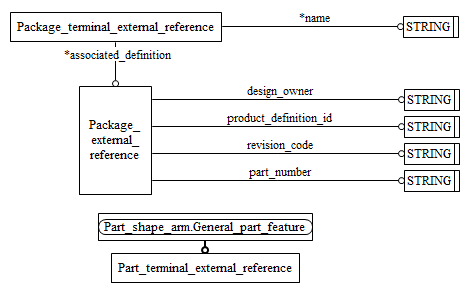 *name
Package_terminal_external_reference
STRING
*associated_definition
design_owner
STRING
product_definition_id
STRING
Package_
external_
reference
revision_code
STRING
part_number
STRING
Part_shape_arm.General_part_feature
Part_terminal_external_reference